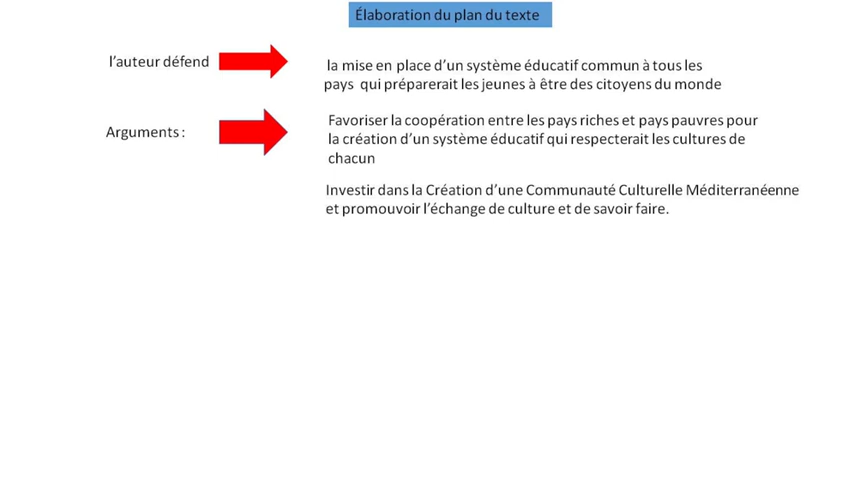 Élaboration du plan du texte
l’auteur défend
la mise en place d’un système éducatif commun à tous les
pays qui préparerait les jeunes à être des citoyens du monde
Arguments :
Favoriser la coopération entre les pays riches et pays pauvres pour
la création d’un système éducatif qui respecterait les cultures de
chacun
Investir dans la Création d’une Communauté Culturelle Méditerranéenne
et promouvoir l’échange de culture et de savoir faire.